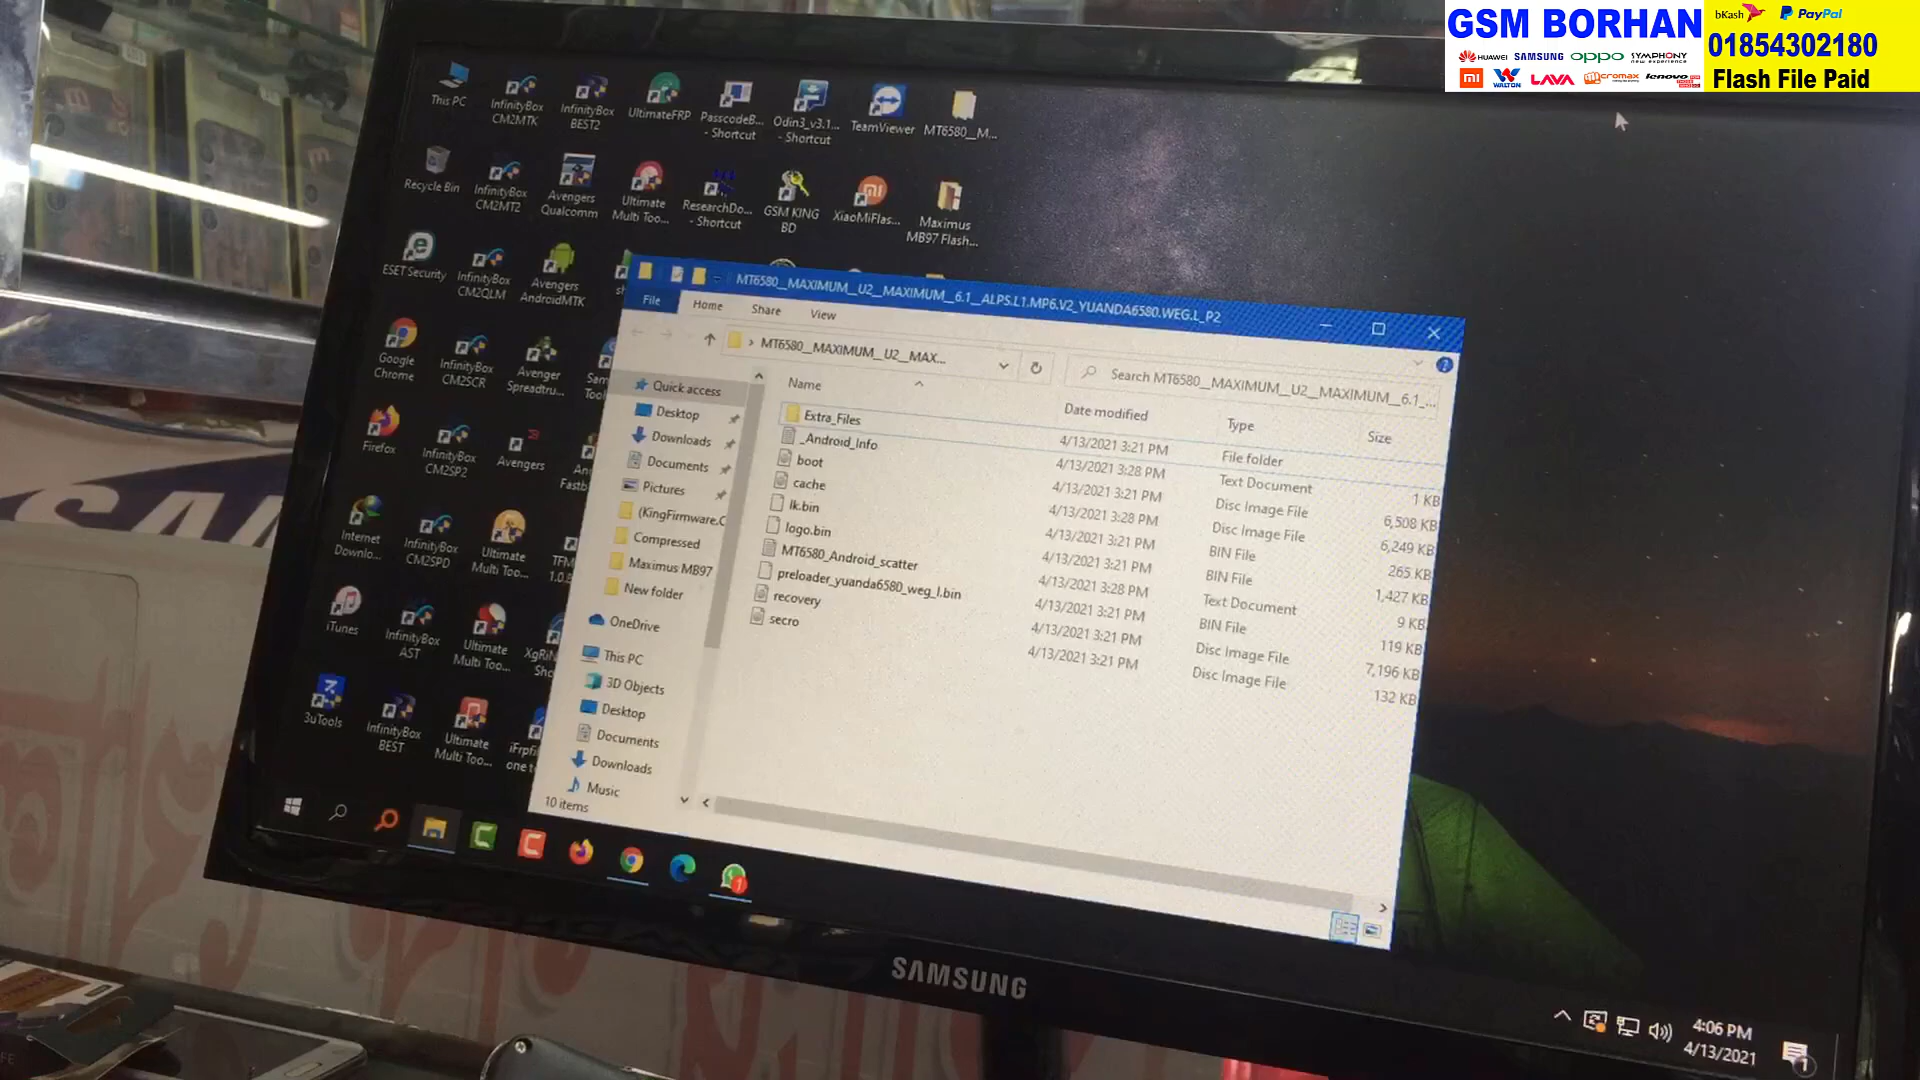 GSM BORHAN
bKash PayPal
01854302180
HUAWEI SAMSUNG oppo SYMPHONY
mi WALTON LAVA micromax lenovo
Flash File Paid
This PC
InfinityBox CM2MTK
InfinityBox BEST2
UltimateFRP
PasscodeB... - Shortcut
Odin3_v3.1... - Shortcut
TeamViewer
MT6580__M...
Recycle Bin
InfinityBox CM2MT2
Avengers Qualcomm
Ultimate Multi Too...
ResearchDo... - Shortcut
GSM KING BD
XiaoMiFlas...
Maximus MB97 Flash...
ESET Security
InfinityBox CM2QLM
Avengers AndroidMTK
Google Chrome
InfinityBox CM2SCR
Avenger Spreadtru...
Firefox
InfinityBox CM2SP2
Avengers
Internet Downlo...
InfinityBox CM2SPD
Ultimate Multi Too...
iTunes
InfinityBox AST
Ultimate Multi Too...
3uTools
InfinityBox BEST
Ultimate Multi Too...
MT6580__MAXIMUM__U2__MAXIMUM__6.1__ALPS.L1.MP6.V2_YUANDA6580.WEG.L_P2
File Home Share View
MT6580__MAXIMUM__U2__MAX...
Search MT6580__MAXIMUM__U2__MAXIMUM__6.1_...
Quick access
Desktop
Downloads
Documents
Pictures
(KingFirmware.C
Compressed
Maximus MB97
New folder
OneDrive
This PC
3D Objects
Desktop
Documents
Downloads
Music
10 items
Name Date modified Type Size
Extra_Files 4/13/2021 3:21 PM File folder
_Android_Info 4/13/2021 3:28 PM Text Document 1 KB
boot 4/13/2021 3:21 PM Disc Image File 6,508 KB
cache 4/13/2021 3:28 PM Disc Image File 6,249 KB
lk.bin 4/13/2021 3:21 PM BIN File 265 KB
logo.bin 4/13/2021 3:21 PM BIN File 1,427 KB
MT6580_Android_scatter 4/13/2021 3:28 PM Text Document 9 KB
preloader_yuanda6580_weg_l.bin 4/13/2021 3:21 PM BIN File 119 KB
recovery 4/13/2021 3:21 PM Disc Image File 7,196 KB
secro 4/13/2021 3:21 PM Disc Image File 132 KB
SAMSUNG
4:06 PM
4/13/2021